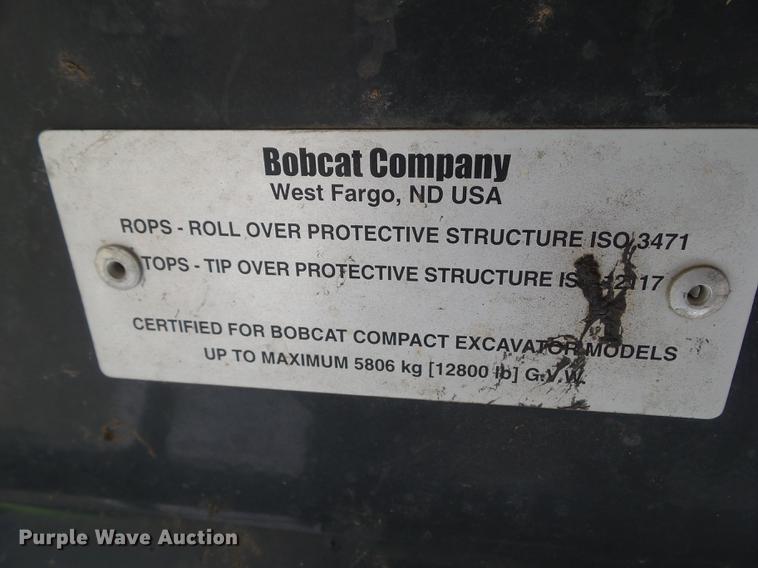 Bobcat Company
West Fargo, ND USA
ROPS - ROLL OVER PROTECTIVE STRUCTURE ISO 3471
TOPS - TIP OVER PROTECTIVE STRUCTURE
CERTIFIED FOR BOBCAT COMPACT EXCAVATOR MODELS
UP TO MAXIMUM 5806 kg [12800 lb] G.V.W.
Purple Wave Auction